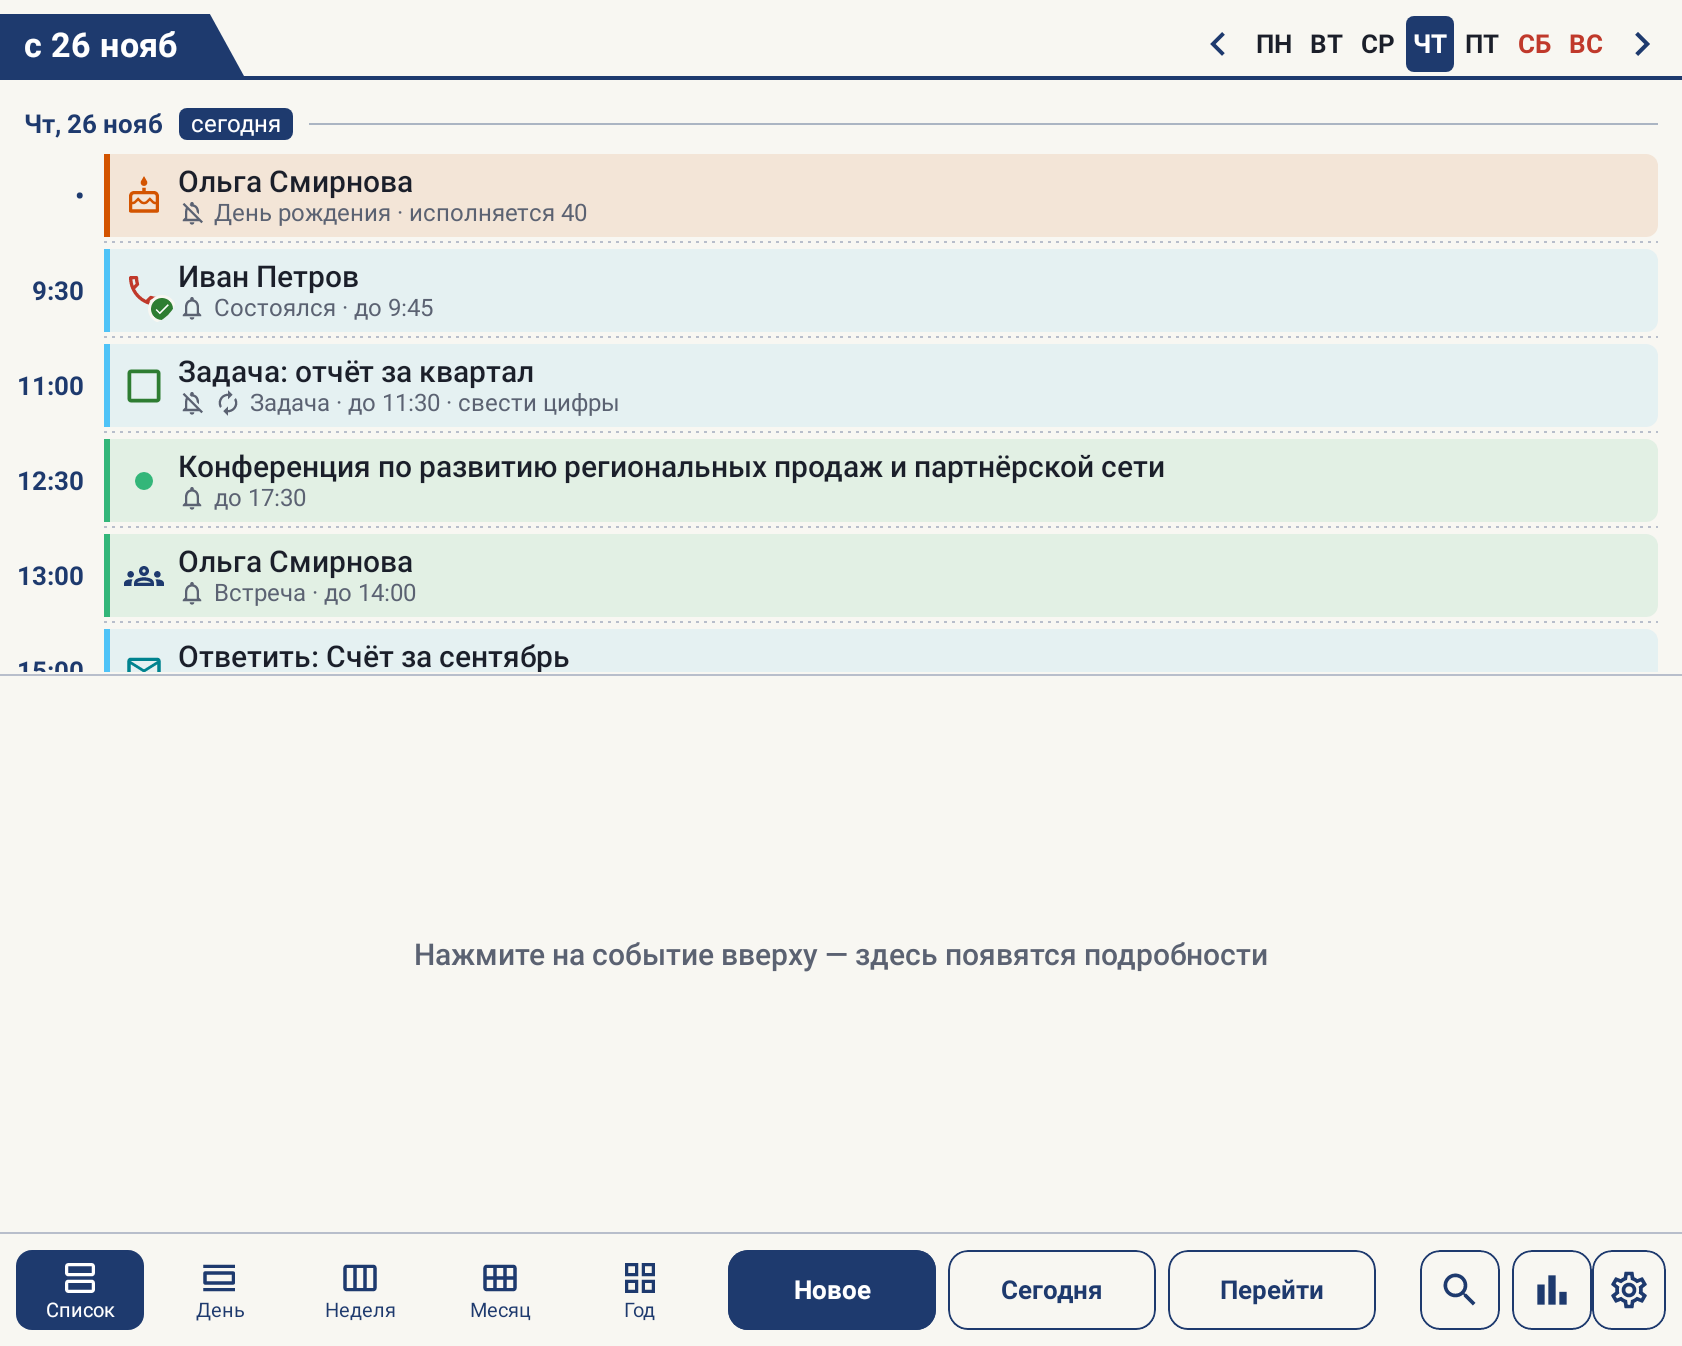 с 26 нояб
ПН ВТ СР ЧТ ПТ СБ ВС
Чт, 26 нояб сегодня
Ольга Смирнова
День рождения · исполняется 40
9:30
Иван Петров
Состоялся · до 9:45
11:00
Задача: отчёт за квартал
Задача · до 11:30 · свести цифры
12:30
Конференция по развитию региональных продаж и партнёрской сети
до 17:30
13:00
Ольга Смирнова
Встреча · до 14:00
15:00
Ответить: Счёт за сентябрь
Нажмите на событие вверху — здесь появятся подробности
Список День Неделя Месяц Год Новое Сегодня Перейти